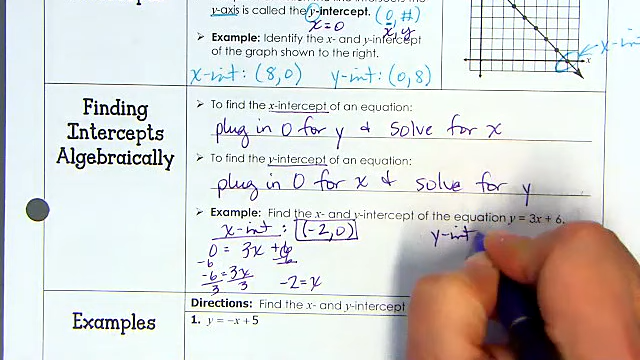 y-axis is called the y-intercept. (0, #)
x=0 x, y
➢ Example: Identify the x- and y-intercept
of the graph shown to the right.
x-int
x
x-int: (8,0) y-int: (0,8)
Finding
Intercepts
Algebraically
➢ To find the x-intercept of an equation:
plug in 0 for y & solve for x
➢ To find the y-intercept of an equation:
plug in 0 for x & solve for y
➢ Example: Find the x- and y-intercept of the equation y = 3x + 6.
x-int: (-2,0)
y-int
0 = 3x + 6
-6 -6
-6 = 3x
3 3
-2 = x
Directions: Find the x- and y-intercept
Examples
1. y = -x + 5